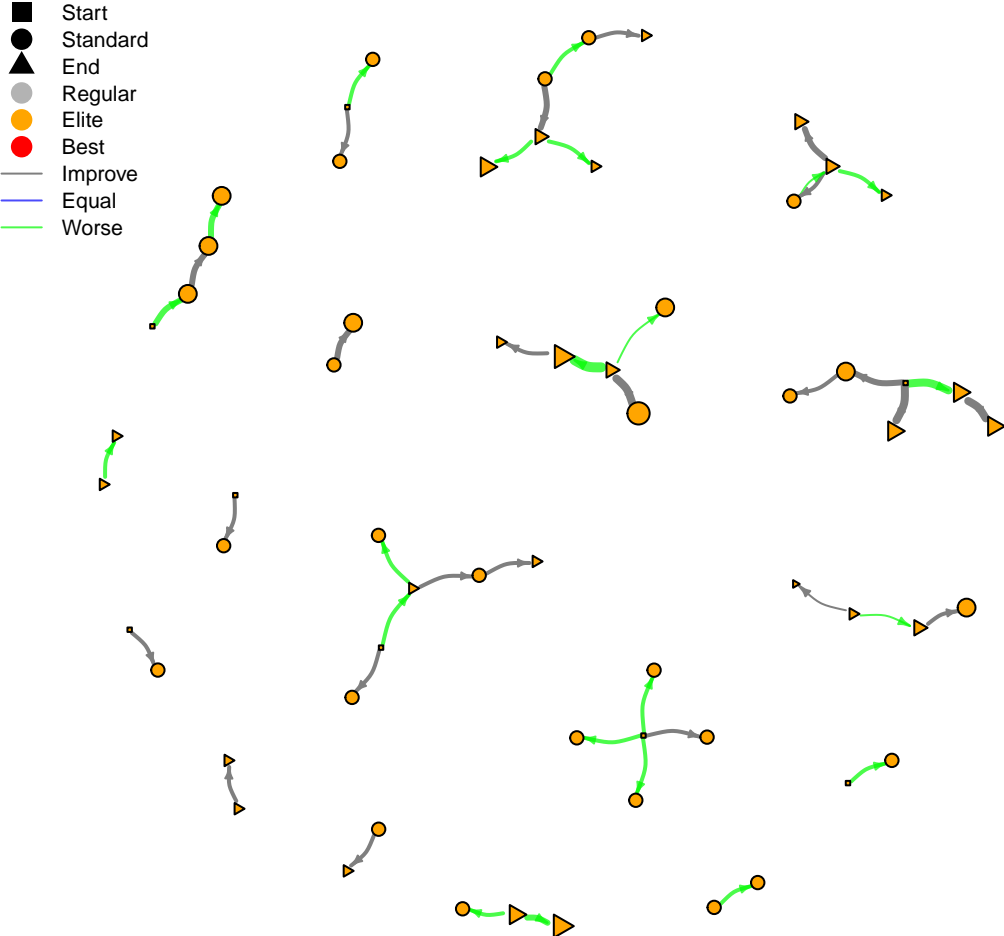 Start
Standard
End
Regular
Elite
Best
Improve
Equal
Worse